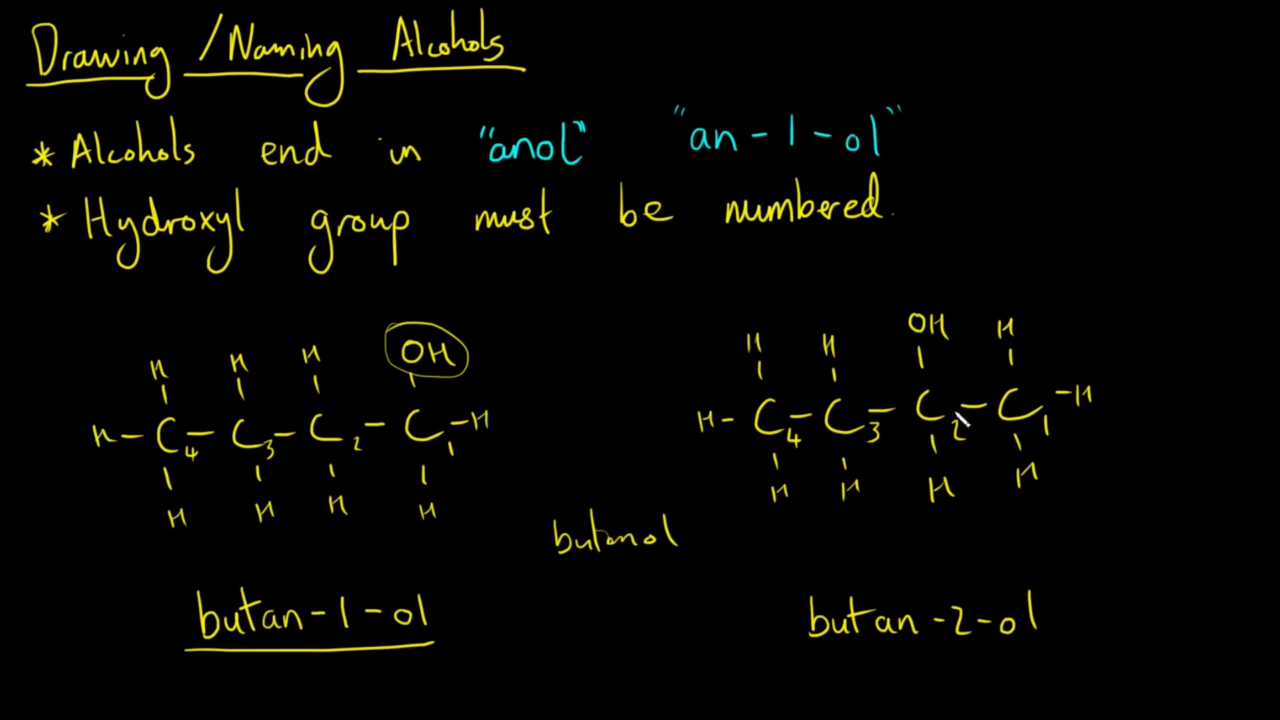 Drawing / Naming Alcohols
* Alcohols end in "anol" "an-1-ol"
* Hydroxyl group must be numbered.
H H H OH
H-C4-C3-C2-C1-H
H H H H
butan-1-ol
butanol
H H OH H
H-C4-C3-C2-C1-H
H H H H
butan-2-ol